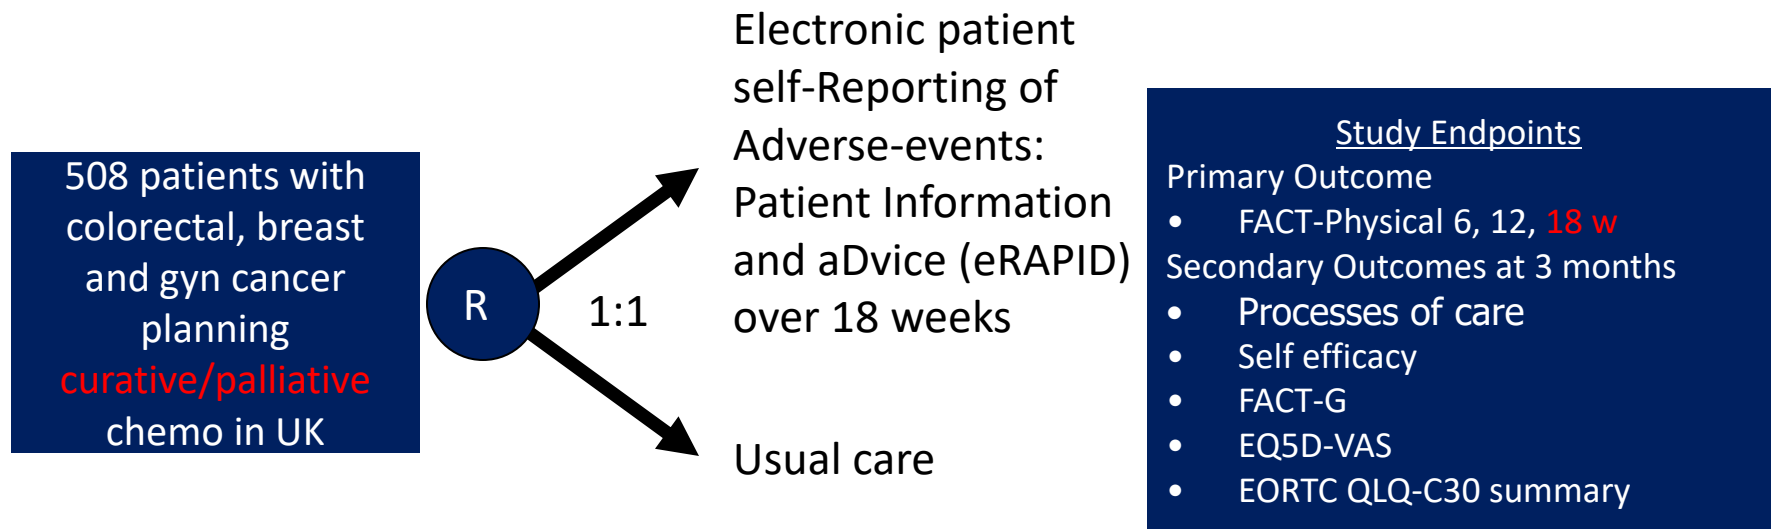 508 patients with
colorectal, breast
and gyn cancer
planning
curative/palliative
chemo in UK
R
1:1
Electronic patient
self-Reporting of
Adverse-events:
Patient Information
and aDvice (eRAPID)
over 18 weeks
Usual care
Study Endpoints
Primary Outcome
• FACT-Physical 6, 12, 18 w
Secondary Outcomes at 3 months
• Processes of care
• Self efficacy
• FACT-G
• EQ5D-VAS
• EORTC QLQ-C30 summary